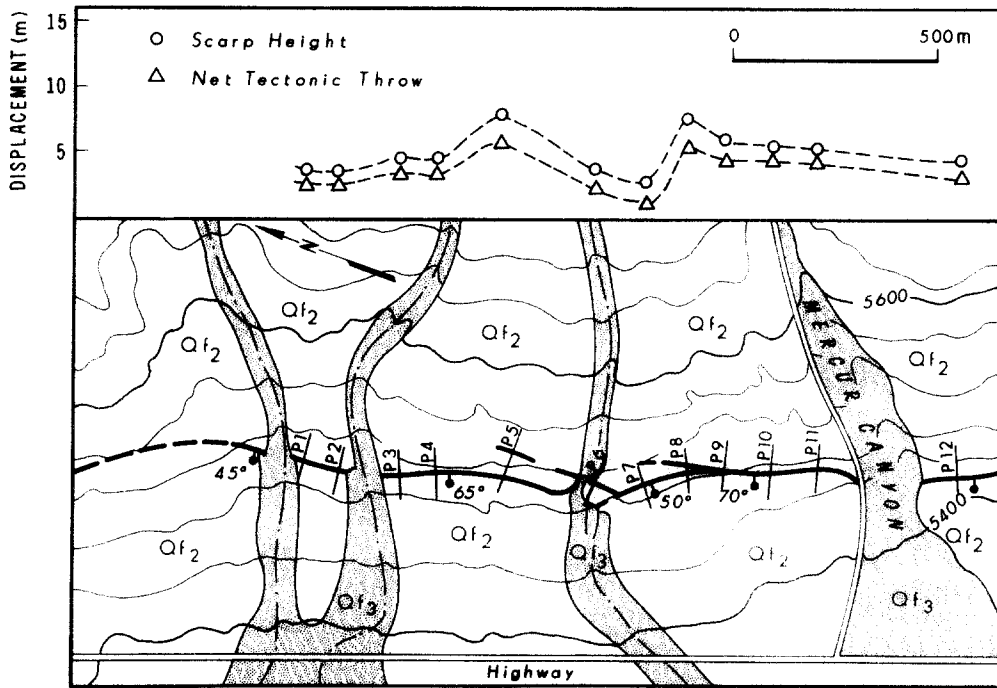 DISPLACEMENT (m)
15
10
5
○ Scarp Height
△ Net Tectonic Throw
0 500m
N
5600
Qf2
Qf2
Qf2
Qf2
Qf2
MERCUR CANYON
P1
P2
P3
P4
P5
P6
P7
P8
P9
P10
P11
P12
45°
65°
50°
70°
5400
Qf2
Qf2
Qf2
Qf2
Qf3
Qf3
Qf3
Highway